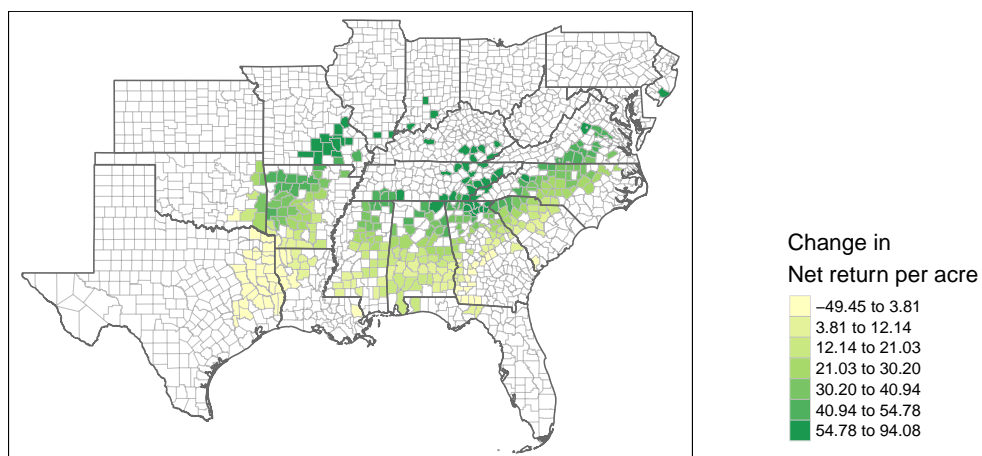 Change in
Net return per acre
−49.45 to 3.81
3.81 to 12.14
12.14 to 21.03
21.03 to 30.20
30.20 to 40.94
40.94 to 54.78
54.78 to 94.08